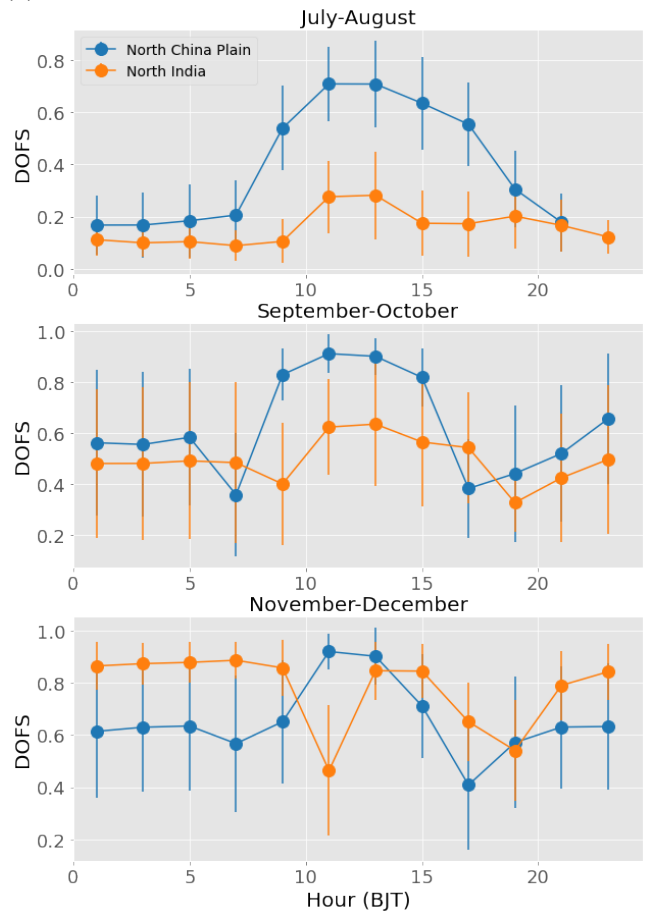 July-August
North China Plain
North India
DOFS
0.8
0.6
0.4
0.2
0.0
0 5 10 15 20
September-October
DOFS
1.0
0.8
0.6
0.4
0.2
0 5 10 15 20
November-December
DOFS
1.0
0.8
0.6
0.4
0.2
0 5 10 15 20
Hour (BJT)